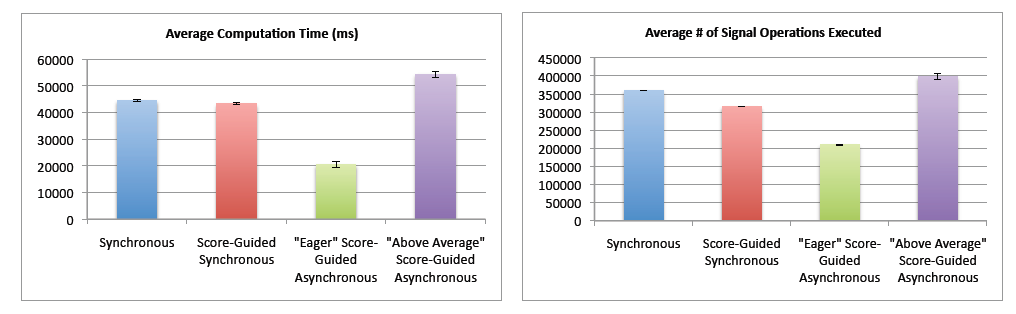 Average Computation Time (ms)
60000
50000
40000
30000
20000
10000
0
Synchronous
Score-Guided
Synchronous
"Eager" Score-
Guided
Asynchronous
"Above Average"
Score-Guided
Asynchronous
Average # of Signal Operations Executed
450000
400000
350000
300000
250000
200000
150000
100000
50000
0
Synchronous
Score-Guided
Synchronous
"Eager" Score-
Guided
Asynchronous
"Above Average"
Score-Guided
Asynchronous